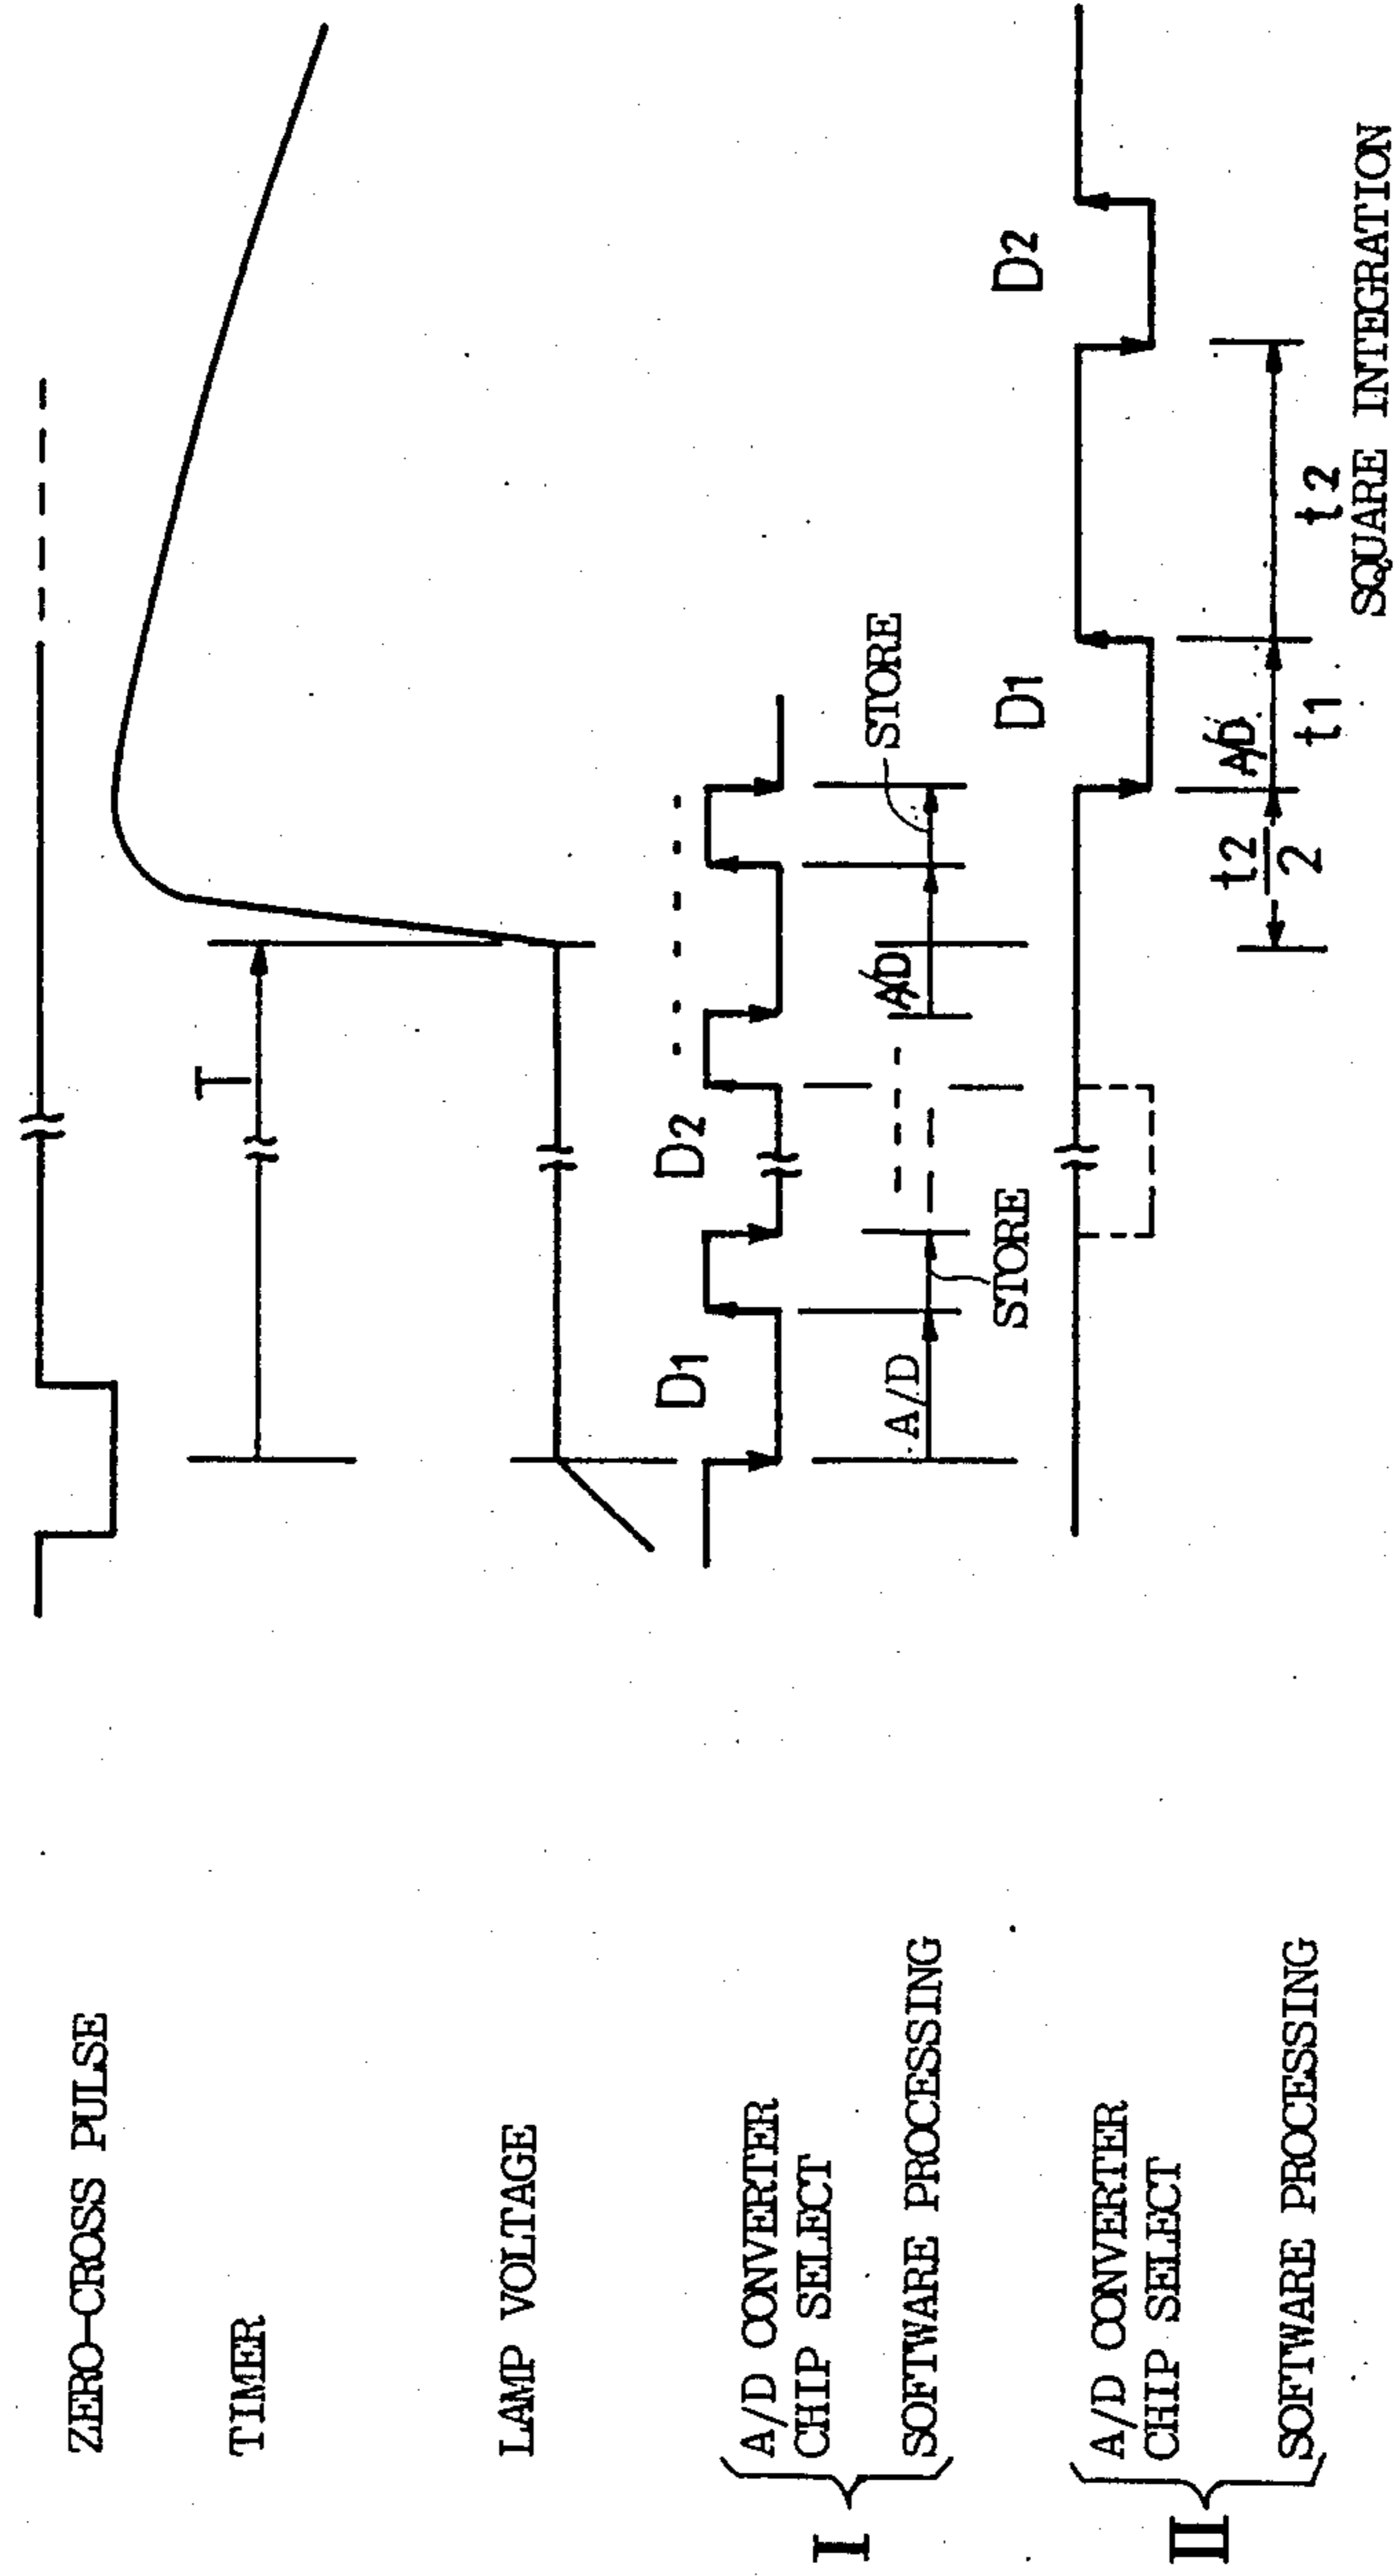 ZERO-CROSS PULSE
TIMER
T
LAMP VOLTAGE
I
A/D CONVERTER
CHIP SELECT
D1
D2
SOFTWARE PROCESSING
A/D
STORE
A/D
STORE
II
A/D CONVERTER
CHIP SELECT
D1
D2
SOFTWARE PROCESSING
t2
2
A/D
t1
t2
SQUARE INTEGRATION